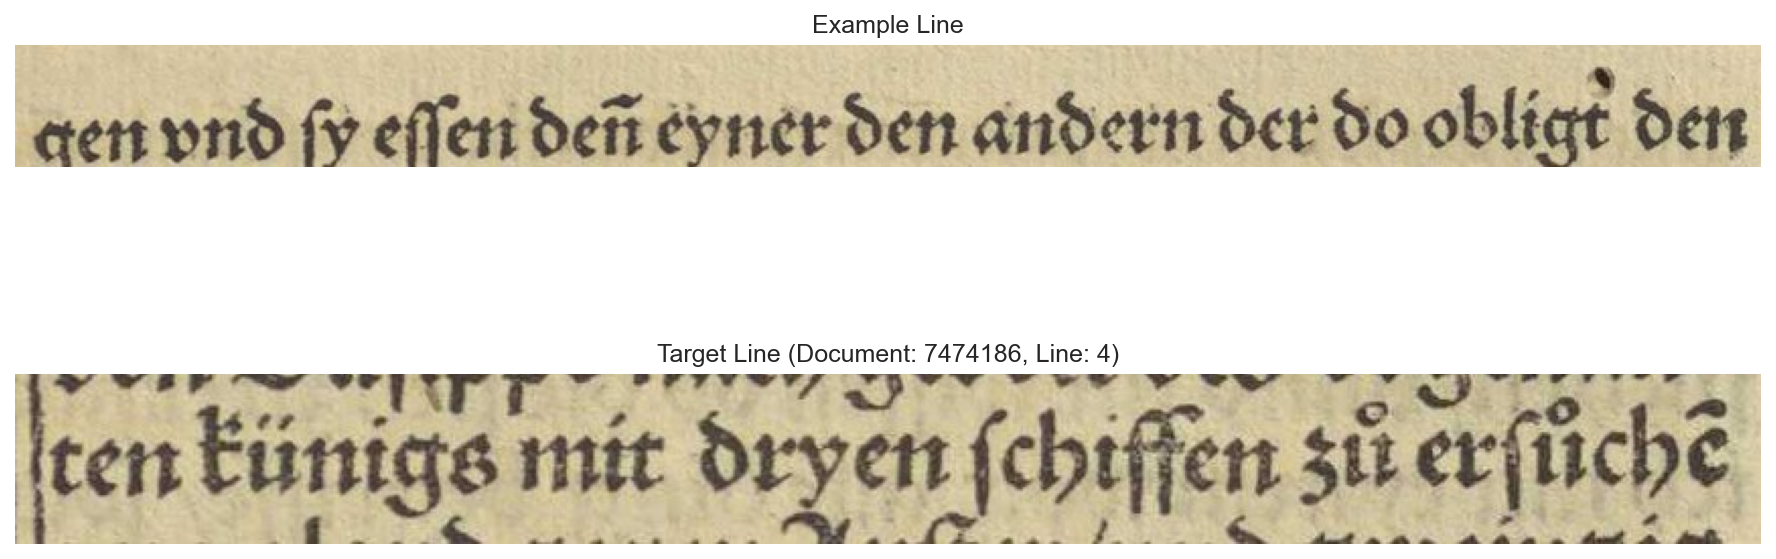 Example Line
gen vnd ſy eſſen den̄ eyner den andern der do obligt den
Target Line (Document: 7474186, Line: 4)
ten künigs mit dryen ſchiffen zů erſůchē